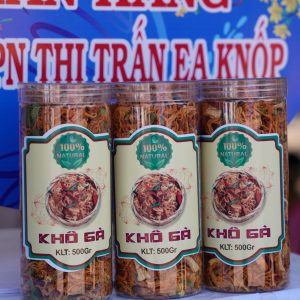 PN THỊ TRẤN EA KNỐP
100%
NATURAL
KHÔ GÀ
KLT: 500Gr
100%
NATURAL
KHÔ GÀ
KLT: 500Gr
100%
NATURAL
KHÔ GÀ
KLT: 500Gr